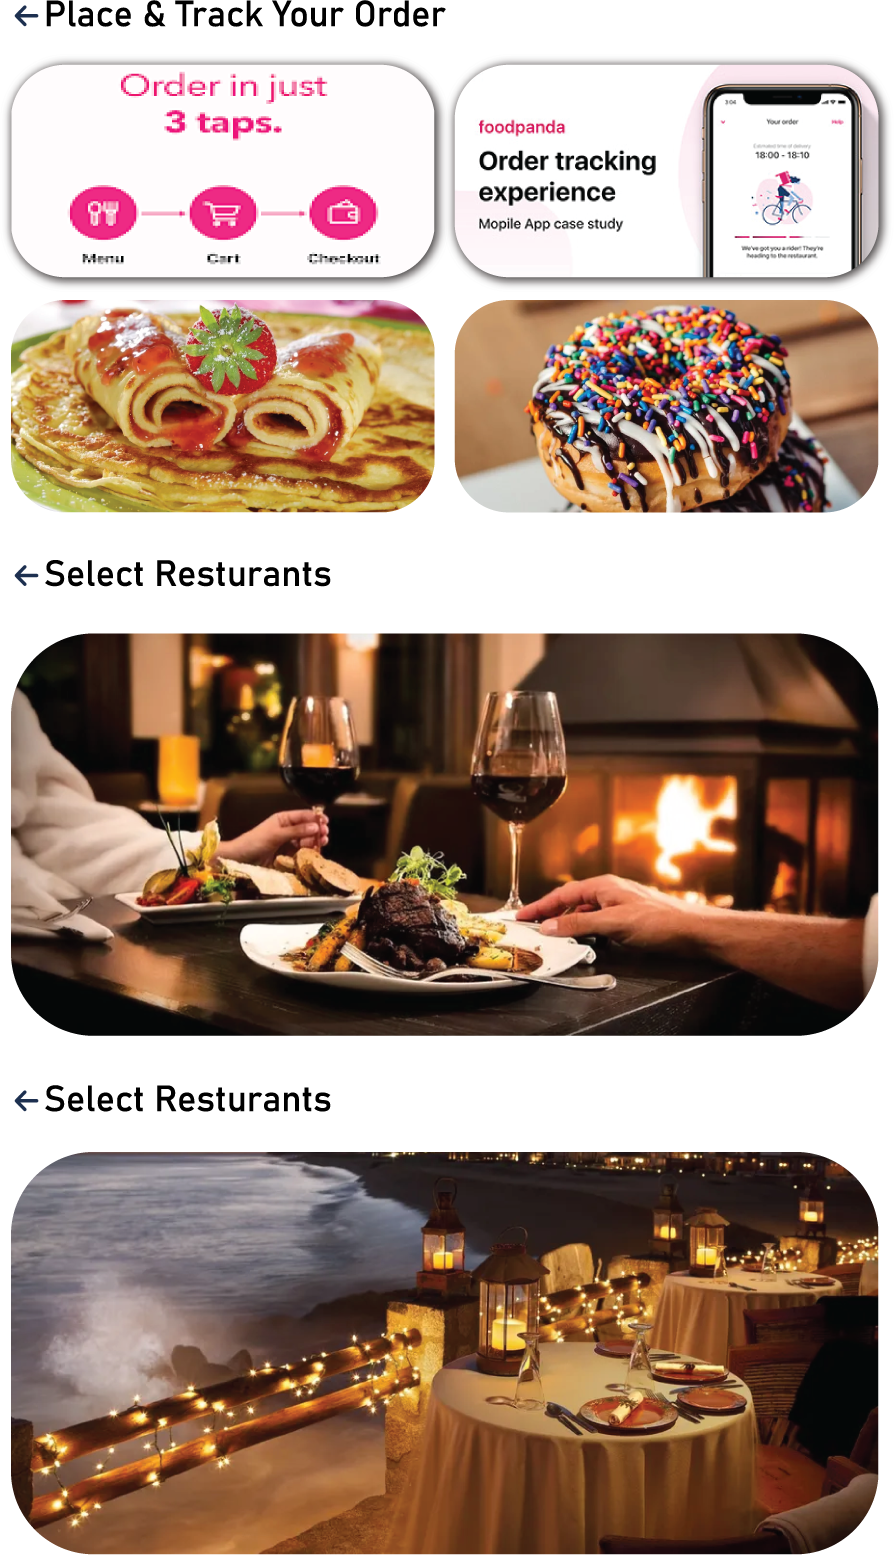 ←Place & Track Your Order
Order in just
3 taps.
Menu
Cart
Checkout
foodpanda
Order tracking
experience
Mopile App case study
3:04
Your order
Help
Estimated time of delivery
18:00 - 18:10
We've got you a rider! They're
heading to the restaurant.
←Select Resturants
←Select Resturants